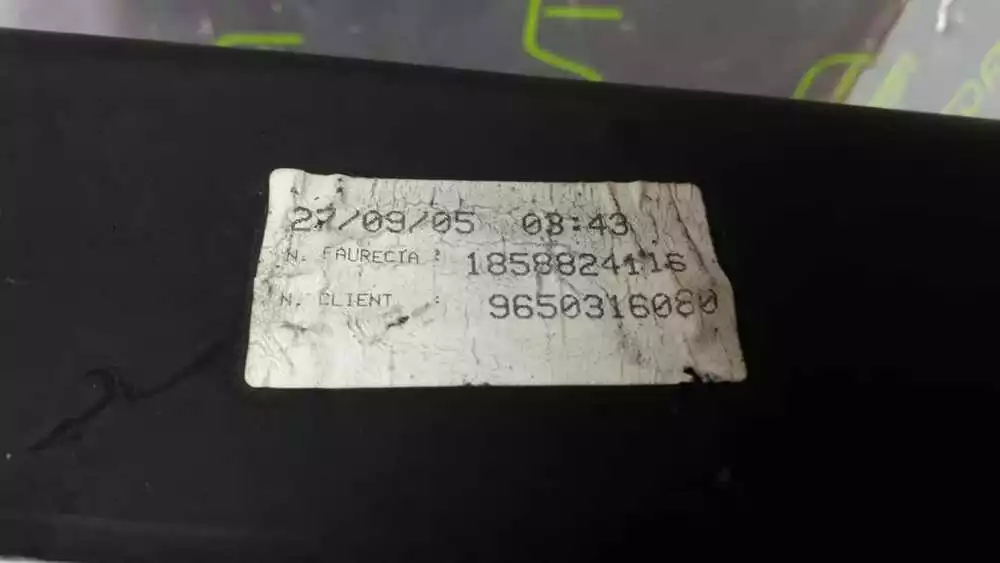 27/09/05 08:43
N. FAURECIA : 1858824116
N. CLIENT : 9650316080